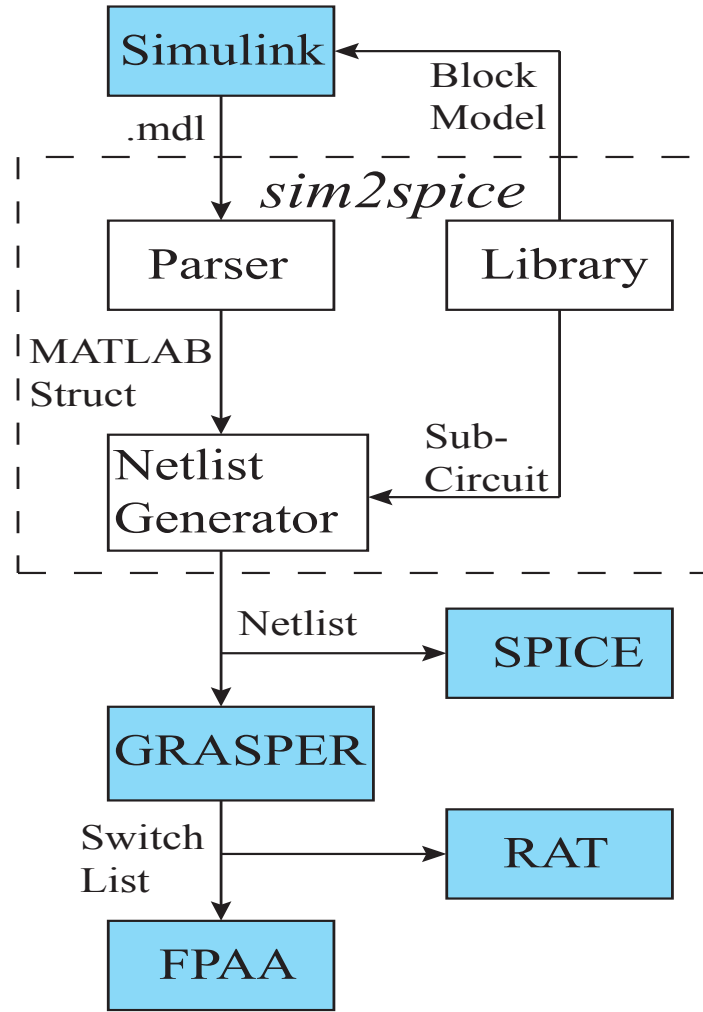 Simulink
Block
Model
.mdl
sim2spice
Parser
Library
MATLAB
Struct
Sub-
Circuit
Netlist
Generator
Netlist
SPICE
GRASPER
Switch
List
RAT
FPAA